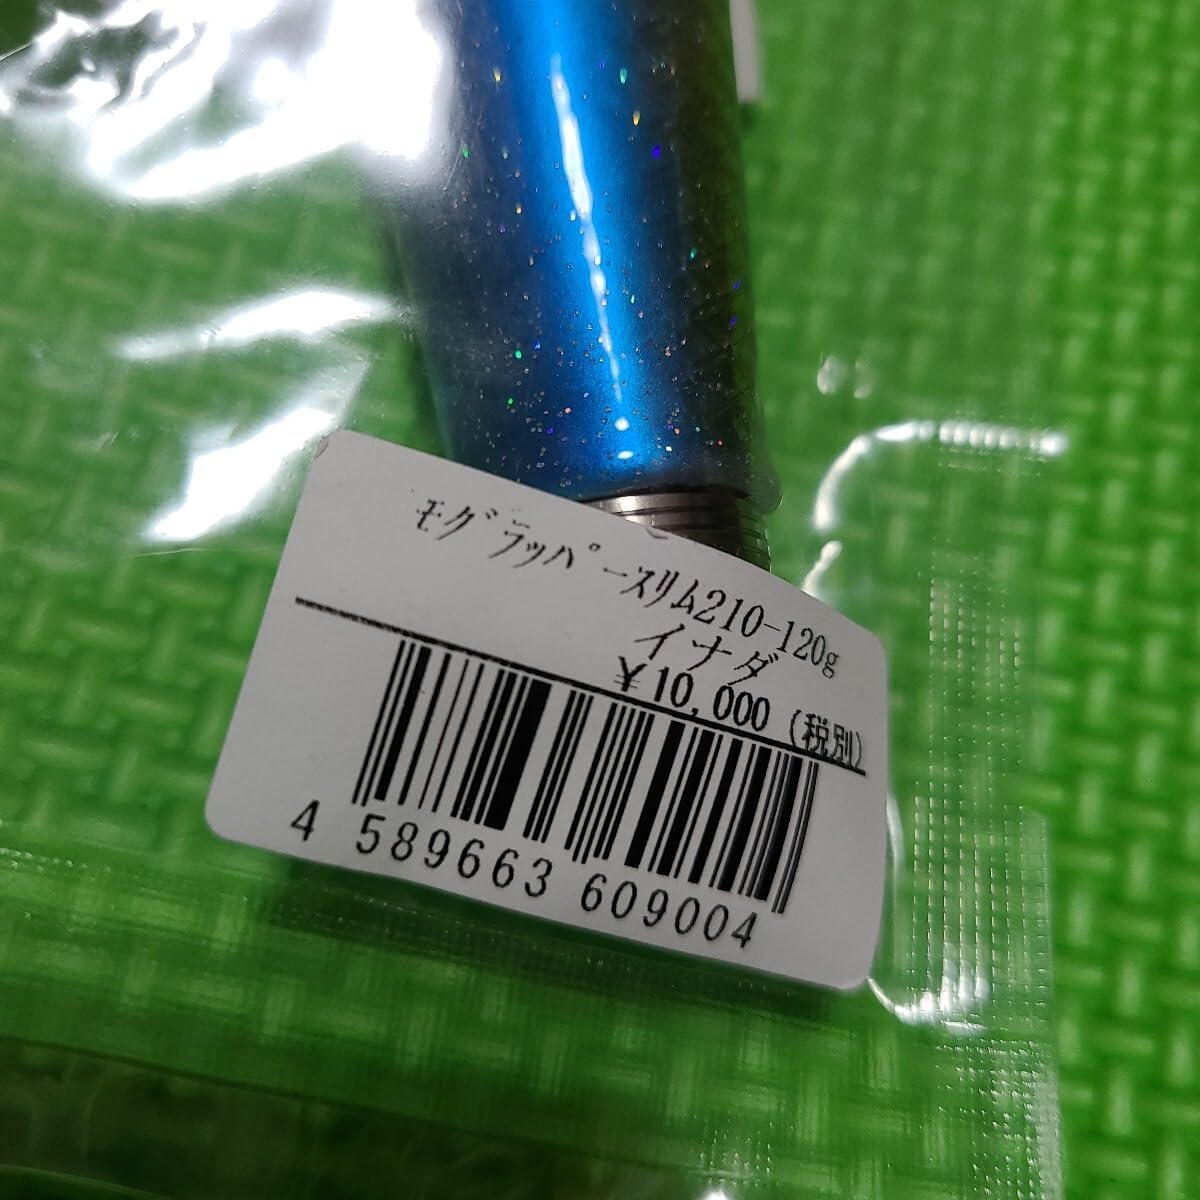 ﾓｸﾞﾗｯﾊﾟｰｽﾘﾑ210-120g
イナダ
￥10,000 (税別)
4 589663 609004